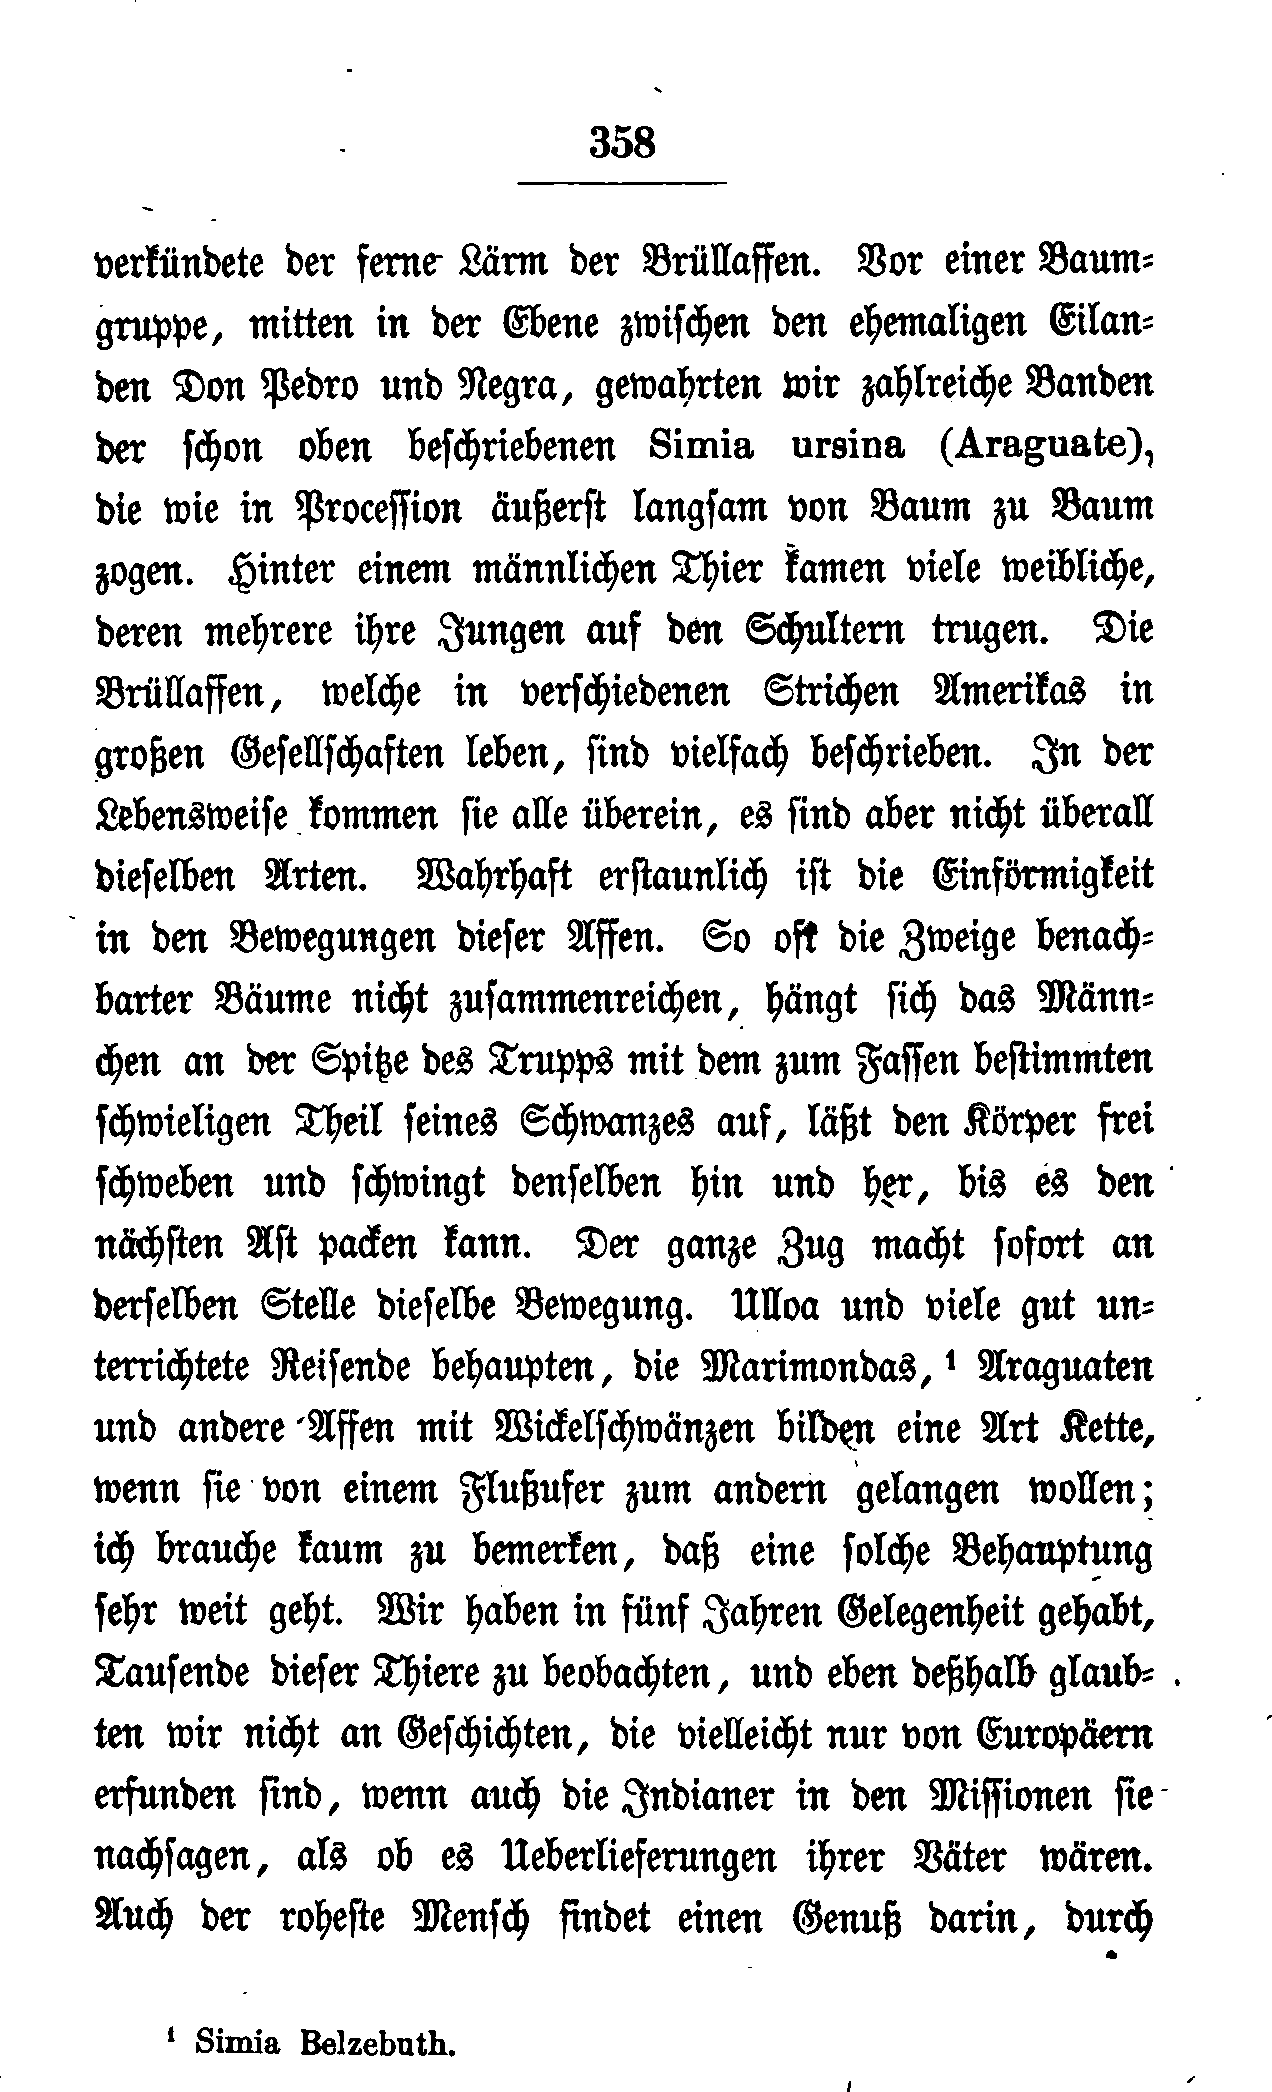 358
verkündete der ferne Lärm der Brüllaffen. Vor einer Baum-
gruppe, mitten in der Ebene zwischen den ehemaligen Eilan-
den Don Pedro und Negra, gewahrten wir zahlreiche Banden
der schon oben beschriebenen Simia ursina (Araguate),
die wie in Procession äußerst langsam von Baum zu Baum
zogen. Hinter einem männlichen Thier kamen viele weibliche,
deren mehrere ihre Jungen auf den Schultern trugen. Die
Brüllaffen, welche in verschiedenen Strichen Amerikas in
großen Gesellschaften leben, sind vielfach beschrieben. In der
Lebensweise kommen sie alle überein, es sind aber nicht überall
dieselben Arten. Wahrhaft erstaunlich ist die Einförmigkeit
in den Bewegungen dieser Affen. So oft die Zweige benach-
barter Bäume nicht zusammenreichen, hängt sich das Männ-
chen an der Spitze des Trupps mit dem zum Fassen bestimmten
schwieligen Theil seines Schwanzes auf, läßt den Körper frei
schweben und schwingt denselben hin und her, bis es den
nächsten Ast packen kann. Der ganze Zug macht sofort an
derselben Stelle dieselbe Bewegung. Ulloa und viele gut un-
terrichtete Reisende behaupten, die Marimondas, ¹ Araguaten
und andere Affen mit Wickelschwänzen bilden eine Art Kette,
wenn sie von einem Flußufer zum andern gelangen wollen;
ich brauche kaum zu bemerken, daß eine solche Behauptung
sehr weit geht. Wir haben in fünf Jahren Gelegenheit gehabt,
Tausende dieser Thiere zu beobachten, und eben deßhalb glaub-
ten wir nicht an Geschichten, die vielleicht nur von Europäern
erfunden sind, wenn auch die Indianer in den Missionen sie
nachsagen, als ob es Ueberlieferungen ihrer Väter wären.
Auch der roheste Mensch findet einen Genuß darin, durch
¹ Simia Belzebuth.